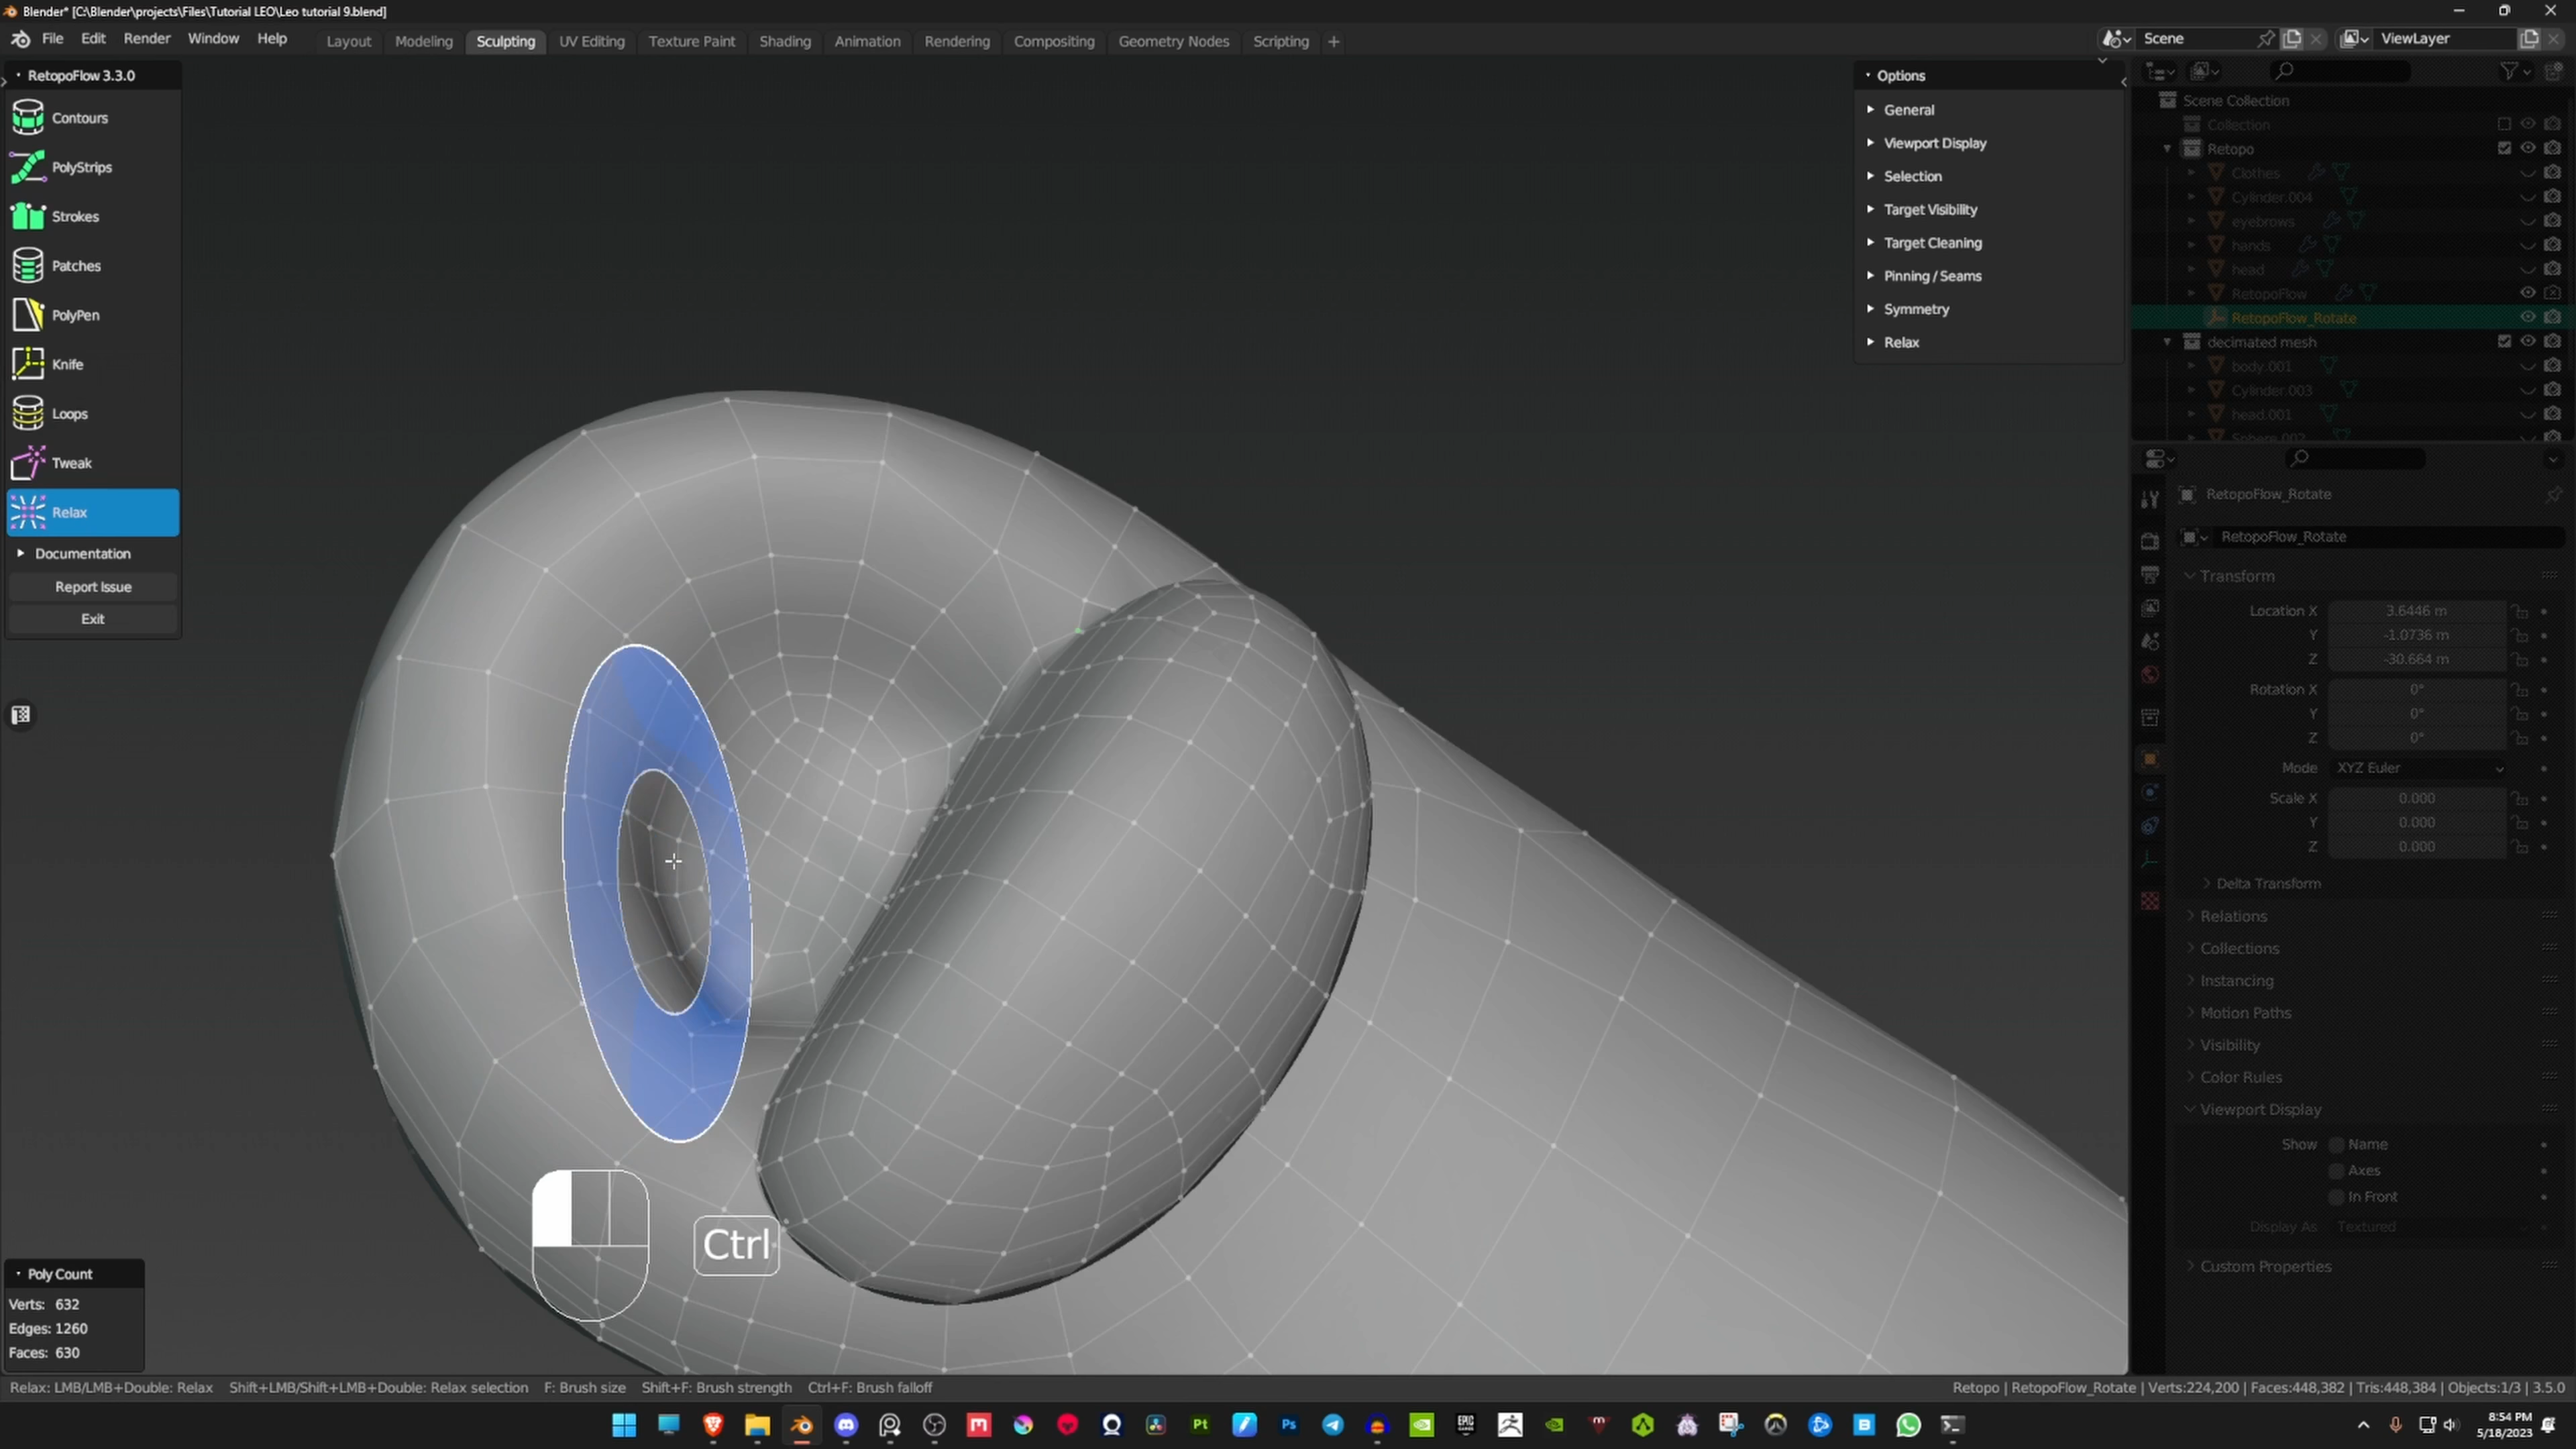 Blender* [C:\Blender\projects\Files\Tutorial LEO\Leo tutorial 9.blend]
File Edit Render Window Help
Layout Modeling Sculpting UV Editing Texture Paint Shading Animation Rendering Compositing Geometry Nodes Scripting +
Scene
ViewLayer
RetopoFlow 3.3.0
Contours
PolyStrips
Strokes
Patches
PolyPen
Knife
Loops
Tweak
Relax
Documentation
Report Issue
Exit
Options
General
Viewport Display
Selection
Target Visibility
Target Cleaning
Pinning / Seams
Symmetry
Relax
Scene Collection
Collection
Retopo
Clothes
Cylinder.004
eyebrows
hands
head
RetopoFlow
RetopoFlow_Rotate
decimated mesh
body.001
Cylinder.003
head.001
Sphere.002
RetopoFlow_Rotate
RetopoFlow_Rotate
Transform
Location X 3.6446 m
Y -1.0736 m
Z -30.664 m
Rotation X 0°
Y 0°
Z 0°
Mode XYZ Euler
Scale X 0.000
Y 0.000
Z 0.000
Delta Transform
Relations
Collections
Instancing
Motion Paths
Visibility
Color Rules
Viewport Display
Show Name
Axes
In Front
Display As Textured
Custom Properties
Ctrl
Poly Count
Verts: 632
Edges: 1260
Faces: 630
Relax: LMB/LMB+Double: Relax Shift+LMB/Shift+LMB+Double: Relax selection F: Brush size Shift+F: Brush strength Ctrl+F: Brush falloff
Retopo | RetopoFlow_Rotate | Verts:224,200 | Faces:448,382 | Tris:448,384 | Objects:1/3 | 3.5.0
Pt
Ps
EPIC GAMES
8:54 PM
5/18/2023